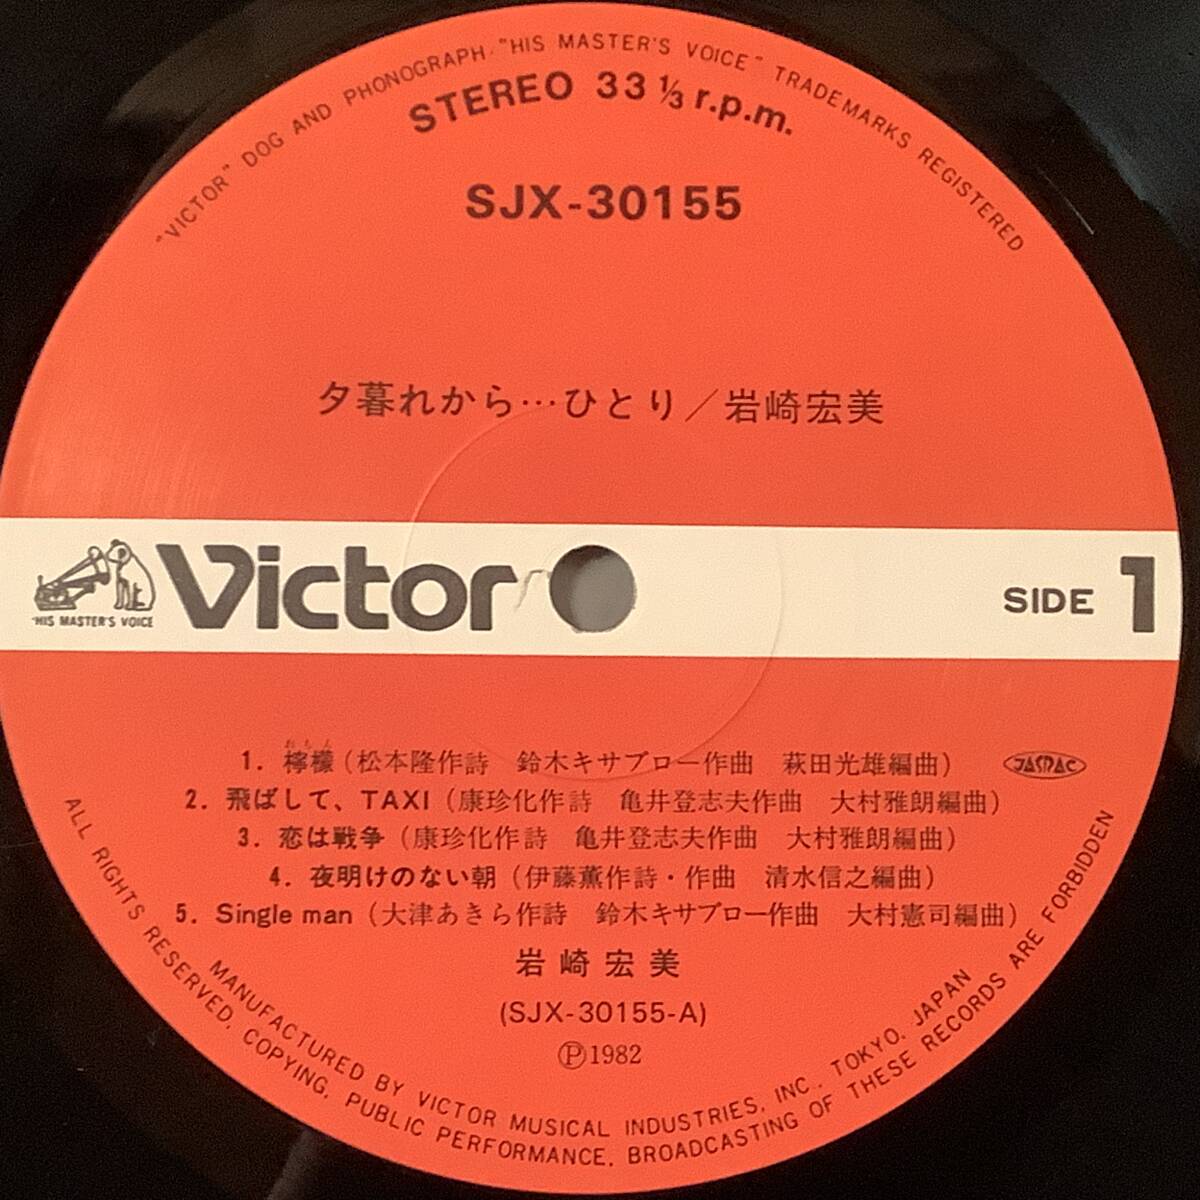 "VICTOR" DOG AND PHONOGRAPH. "HIS MASTER'S VOICE" TRADEMARKS REGISTERED
STEREO 33 1/3 r.p.m.
SJX-30155
夕暮れから…ひとり／岩崎宏美
Victor
"HIS MASTER'S VOICE
SIDE 1
れもん
1. 檸檬(松本隆作詩 鈴木キサブロー作曲 萩田光雄編曲)
JASRAC
2. 飛ばして、TAXI(康珍化作詩 亀井登志夫作曲 大村雅朗編曲)
3. 恋は戦争(康珍化作詩 亀井登志夫作曲 大村雅朗編曲)
4. 夜明けのない朝(伊藤薫作詩・作曲 清水信之編曲)
5. Single man(大津あきら作詩 鈴木キサブロー作曲 大村憲司編曲)
岩崎宏美
(SJX-30155-A)
Ⓟ1982
MANUFACTURED BY VICTOR MUSICAL INDUSTRIES, INC., TOKYO, JAPAN
ALL RIGHTS RESERVED, COPYING, PUBLIC PERFORMANCE, BROADCASTING OF THESE RECORDS ARE FORBIDDEN